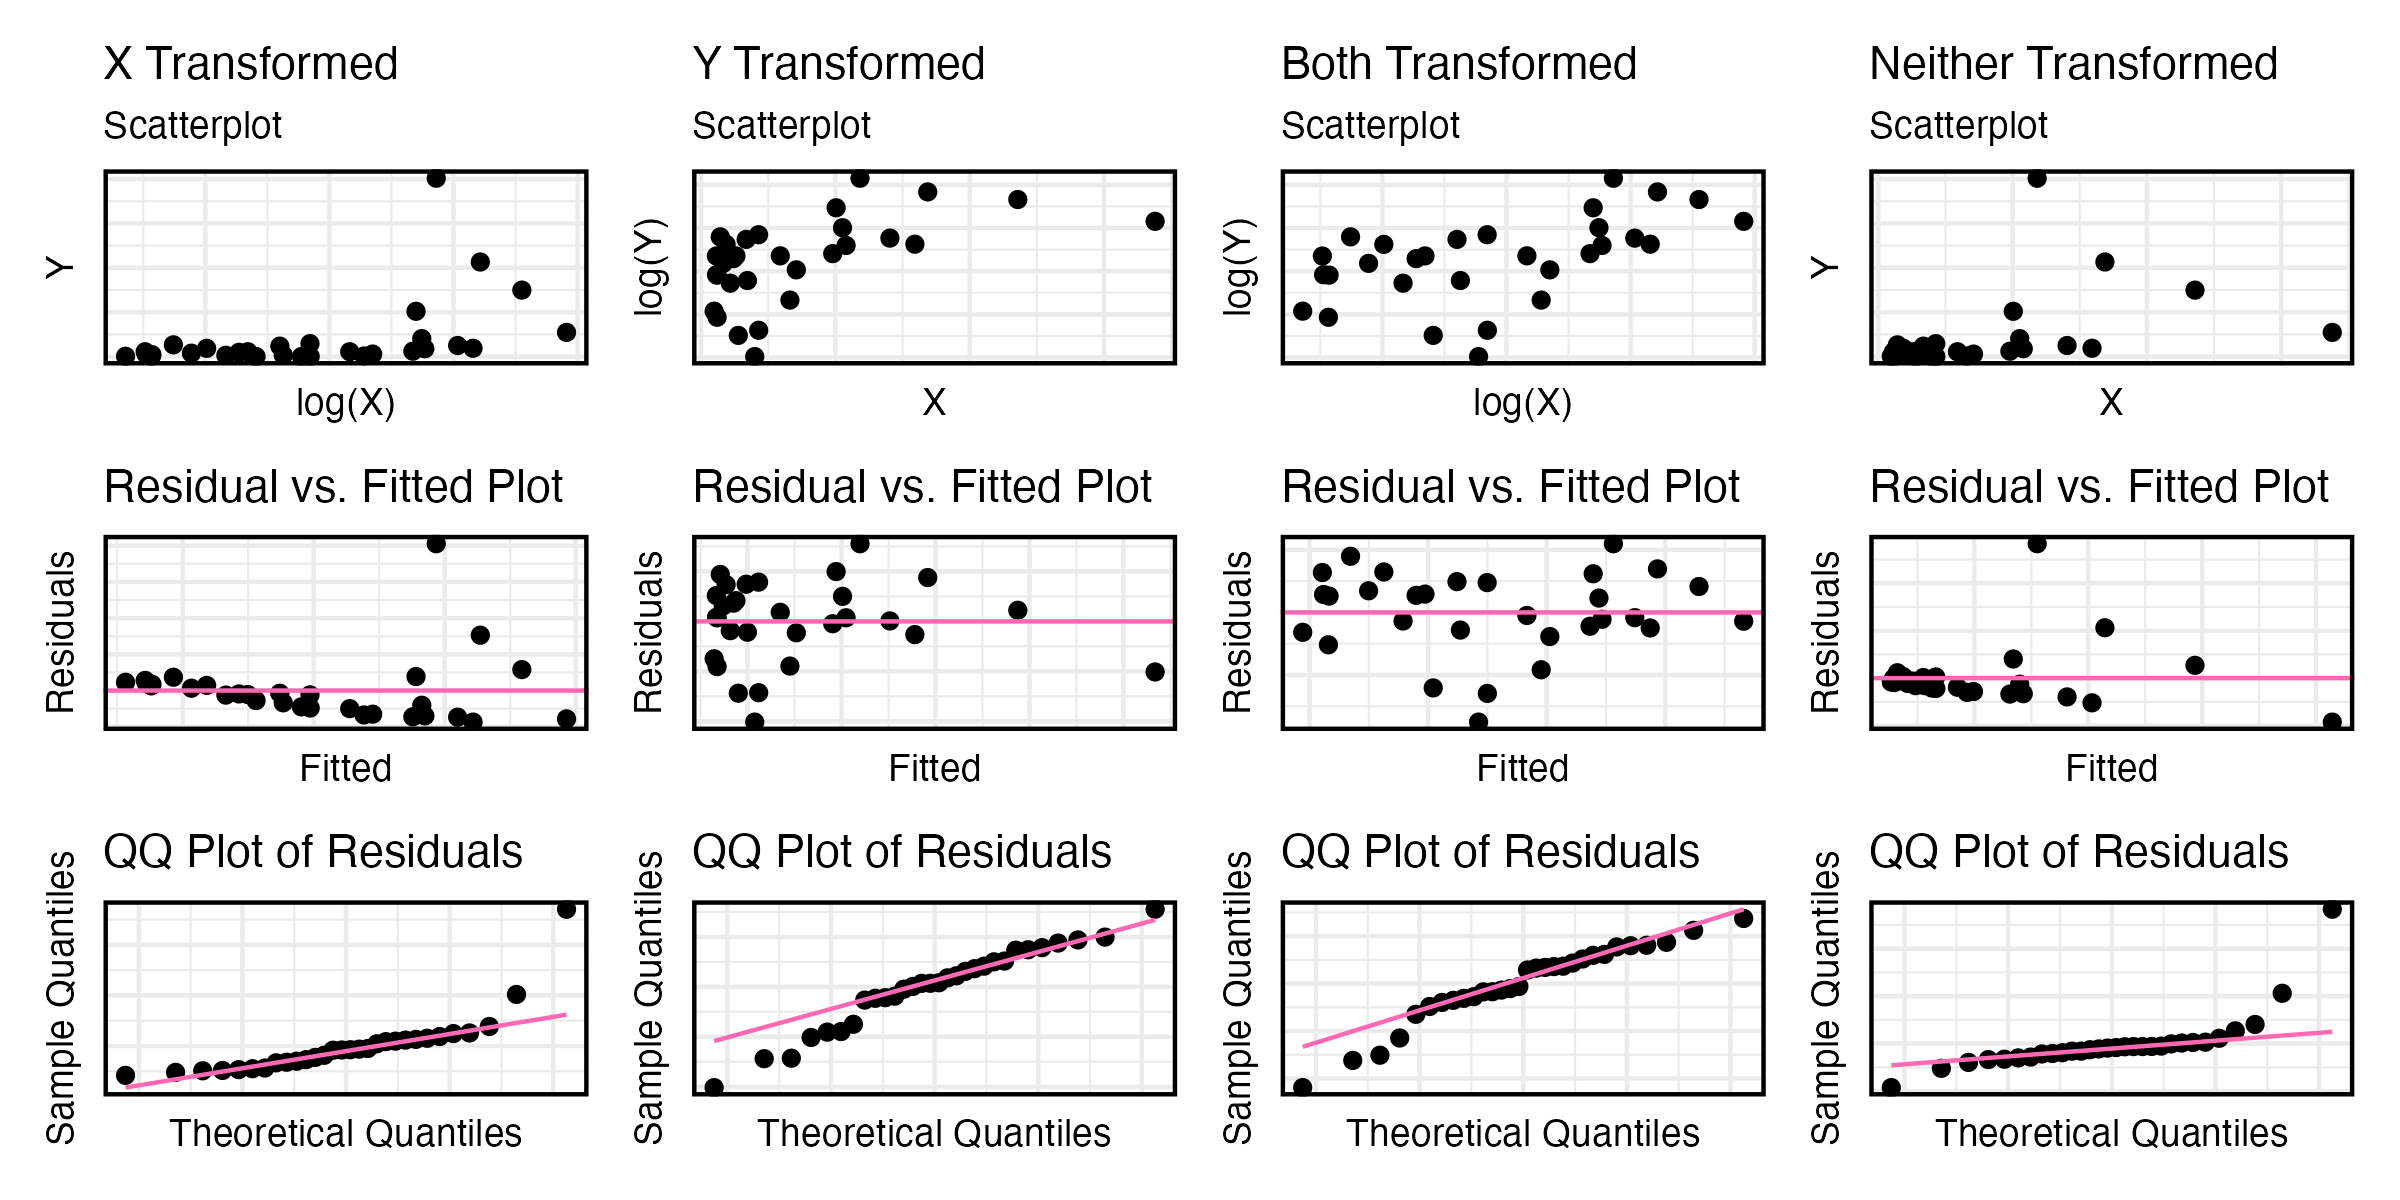 X Transformed
Y Transformed
Both Transformed
Neither Transformed
Scatterplot
Scatterplot
Scatterplot
Scatterplot
Y
log(Y)
log(Y)
Y
log(X)
X
log(X)
X
Residual vs. Fitted Plot
Residual vs. Fitted Plot
Residual vs. Fitted Plot
Residual vs. Fitted Plot
Residuals
Residuals
Residuals
Residuals
Fitted
Fitted
Fitted
Fitted
QQ Plot of Residuals
QQ Plot of Residuals
QQ Plot of Residuals
QQ Plot of Residuals
Sample Quantiles
Sample Quantiles
Sample Quantiles
Sample Quantiles
Theoretical Quantiles
Theoretical Quantiles
Theoretical Quantiles
Theoretical Quantiles